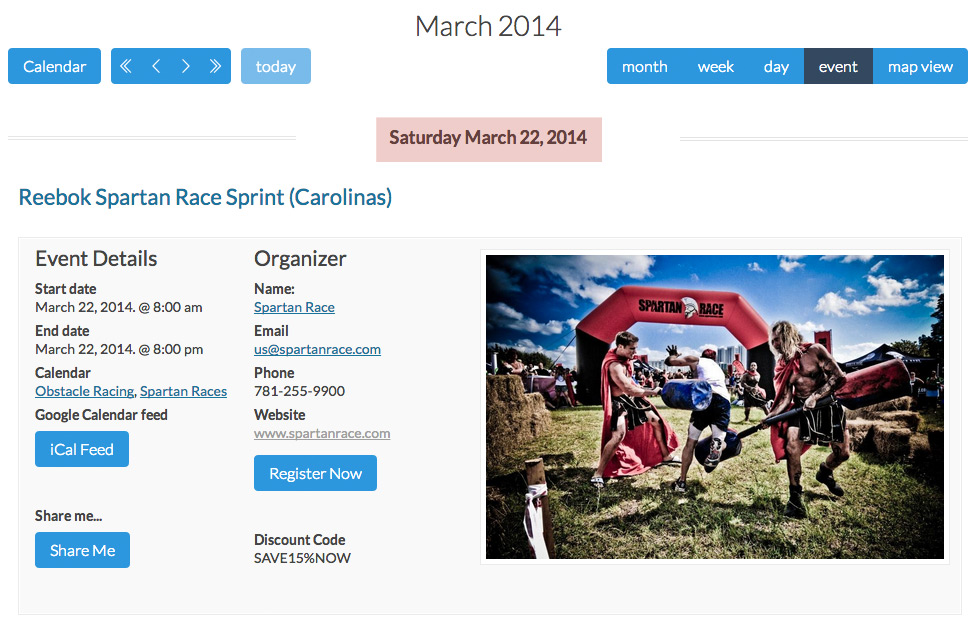 March 2014
Calendar
today
month week day event map view
Saturday March 22, 2014
Reebok Spartan Race Sprint (Carolinas)
Event Details
Start date
March 22, 2014. @ 8:00 am
End date
March 22, 2014. @ 8:00 pm
Calendar
Obstacle Racing, Spartan Races
Google Calendar feed
iCal Feed
Share me...
Share Me
Organizer
Name:
Spartan Race
Email
us@spartanrace.com
Phone
781-255-9900
Website
www.spartanrace.com
Register Now
Discount Code
SAVE15%NOW
SPARTAN RACE